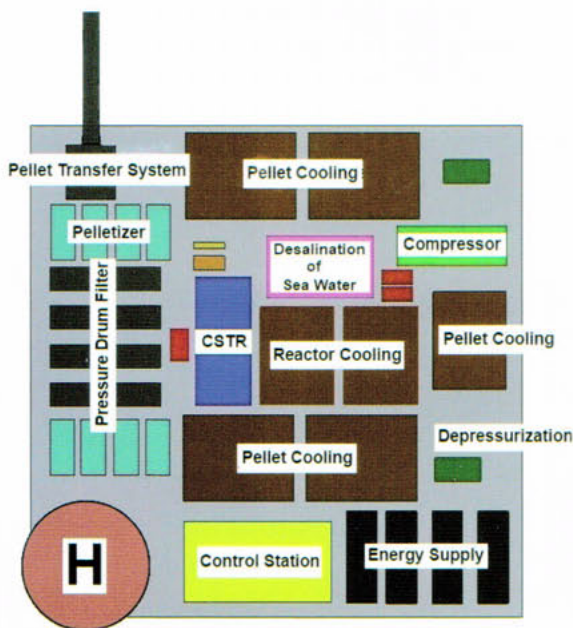 Pellet Transfer System
Pellet Cooling
Pelletizer
Desalination
of
Sea Water
Compressor
Pressure Drum Filter
CSTR
Reactor Cooling
Pellet Cooling
Pellet Cooling
Depressurization
H
Control Station
Energy Supply